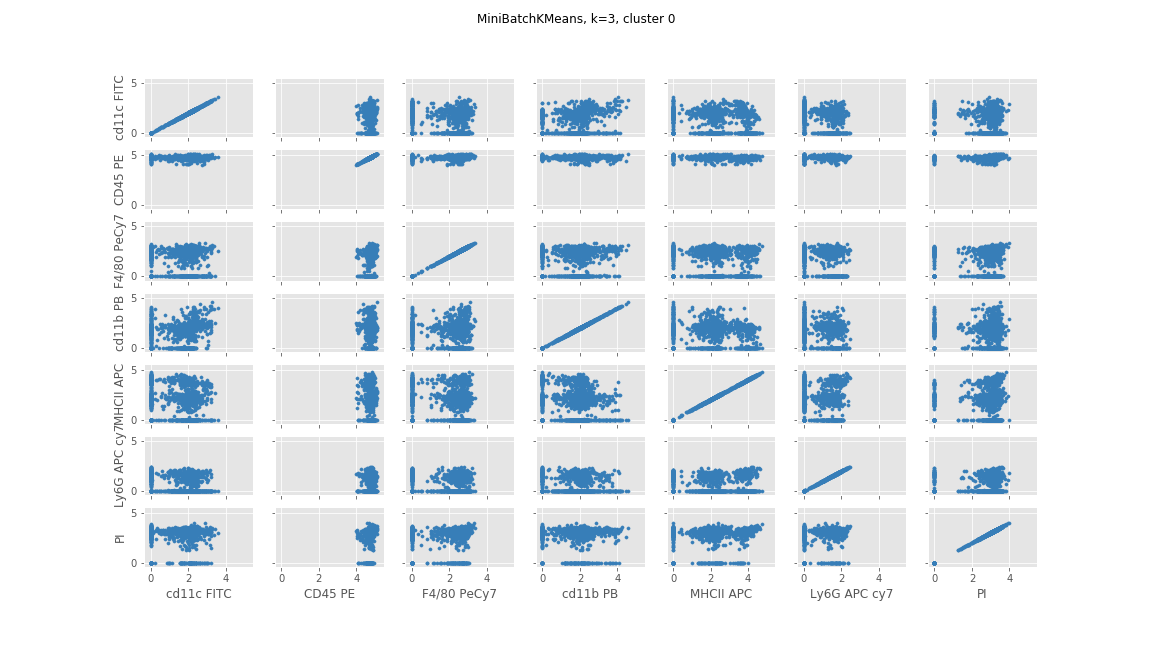 MiniBatchKMeans, k=3, cluster 0
cd11c FITC
5
0
CD45 PE
5
0
F4/80 PeCy7
5
0
cd11b PB
5
0
MHCII APC
5
0
Ly6G APC cy7
5
0
PI
5
0
0 2 4 0 2 4 0 2 4 0 2 4 0 2 4 0 2 4 0 2 4
cd11c FITC CD45 PE F4/80 PeCy7 cd11b PB MHCII APC Ly6G APC cy7 PI